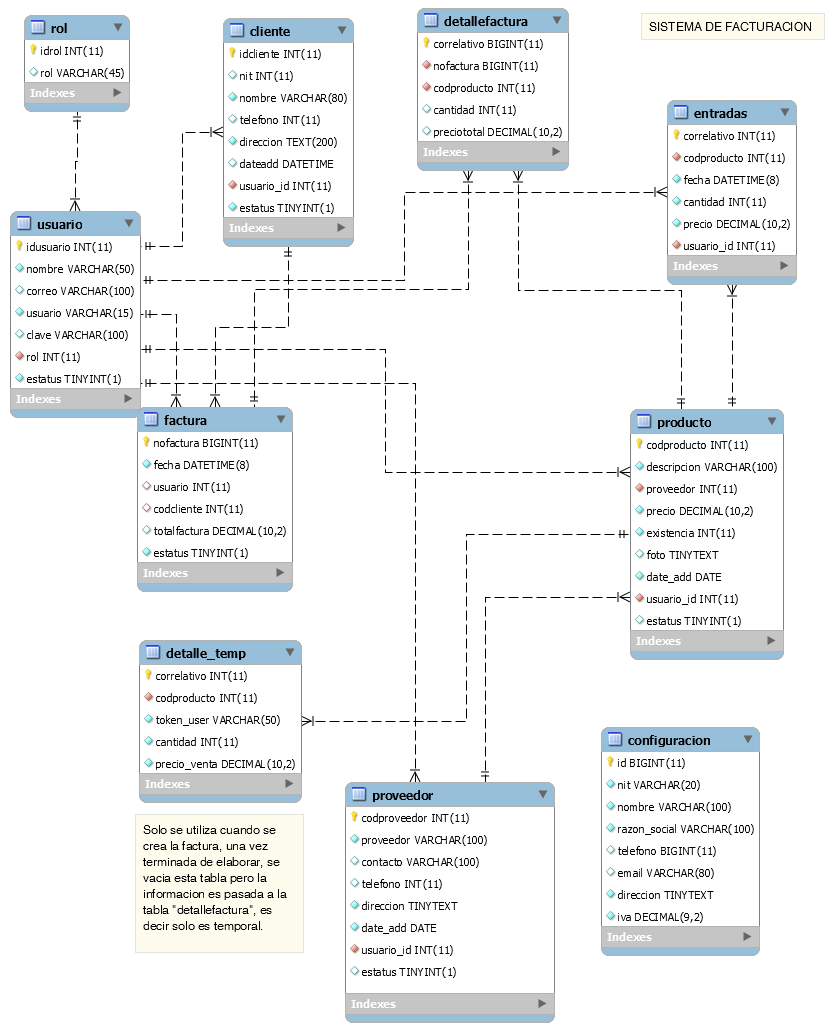 SISTEMA DE FACTURACION
rol
idrol INT(11)
rol VARCHAR(45)
Indexes
cliente
idcliente INT(11)
nit INT(11)
nombre VARCHAR(80)
telefono INT(11)
direccion TEXT(200)
dateadd DATETIME
usuario_id INT(11)
estatus TINYINT(1)
Indexes
detallefactura
correlativo BIGINT(11)
nofactura BIGINT(11)
codproducto INT(11)
cantidad INT(11)
preciototal DECIMAL(10,2)
Indexes
entradas
correlativo INT(11)
codproducto INT(11)
fecha DATETIME(8)
cantidad INT(11)
precio DECIMAL(10,2)
usuario_id INT(11)
Indexes
usuario
idusuario INT(11)
nombre VARCHAR(50)
correo VARCHAR(100)
usuario VARCHAR(15)
clave VARCHAR(100)
rol INT(11)
estatus TINYINT(1)
Indexes
factura
nofactura BIGINT(11)
fecha DATETIME(8)
usuario INT(11)
codcliente INT(11)
totalfactura DECIMAL(10,2)
estatus TINYINT(1)
Indexes
producto
codproducto INT(11)
descripcion VARCHAR(100)
proveedor INT(11)
precio DECIMAL(10,2)
existencia INT(11)
foto TINYTEXT
date_add DATE
usuario_id INT(11)
estatus TINYINT(1)
Indexes
detalle_temp
correlativo INT(11)
codproducto INT(11)
token_user VARCHAR(50)
cantidad INT(11)
precio_venta DECIMAL(10,2)
Indexes
Solo se utiliza cuando se
crea la factura, una vez
terminada de elaborar, se
vacia esta tabla pero la
informacion es pasada a la
tabla "detallefactura", es
decir solo es temporal.
proveedor
codproveedor INT(11)
proveedor VARCHAR(100)
contacto VARCHAR(100)
telefono INT(11)
direccion TINYTEXT
date_add DATE
usuario_id INT(11)
estatus TINYINT(1)
Indexes
configuracion
id BIGINT(11)
nit VARCHAR(20)
nombre VARCHAR(100)
razon_social VARCHAR(100)
telefono BIGINT(11)
email VARCHAR(80)
direccion TINYTEXT
iva DECIMAL(9,2)
Indexes